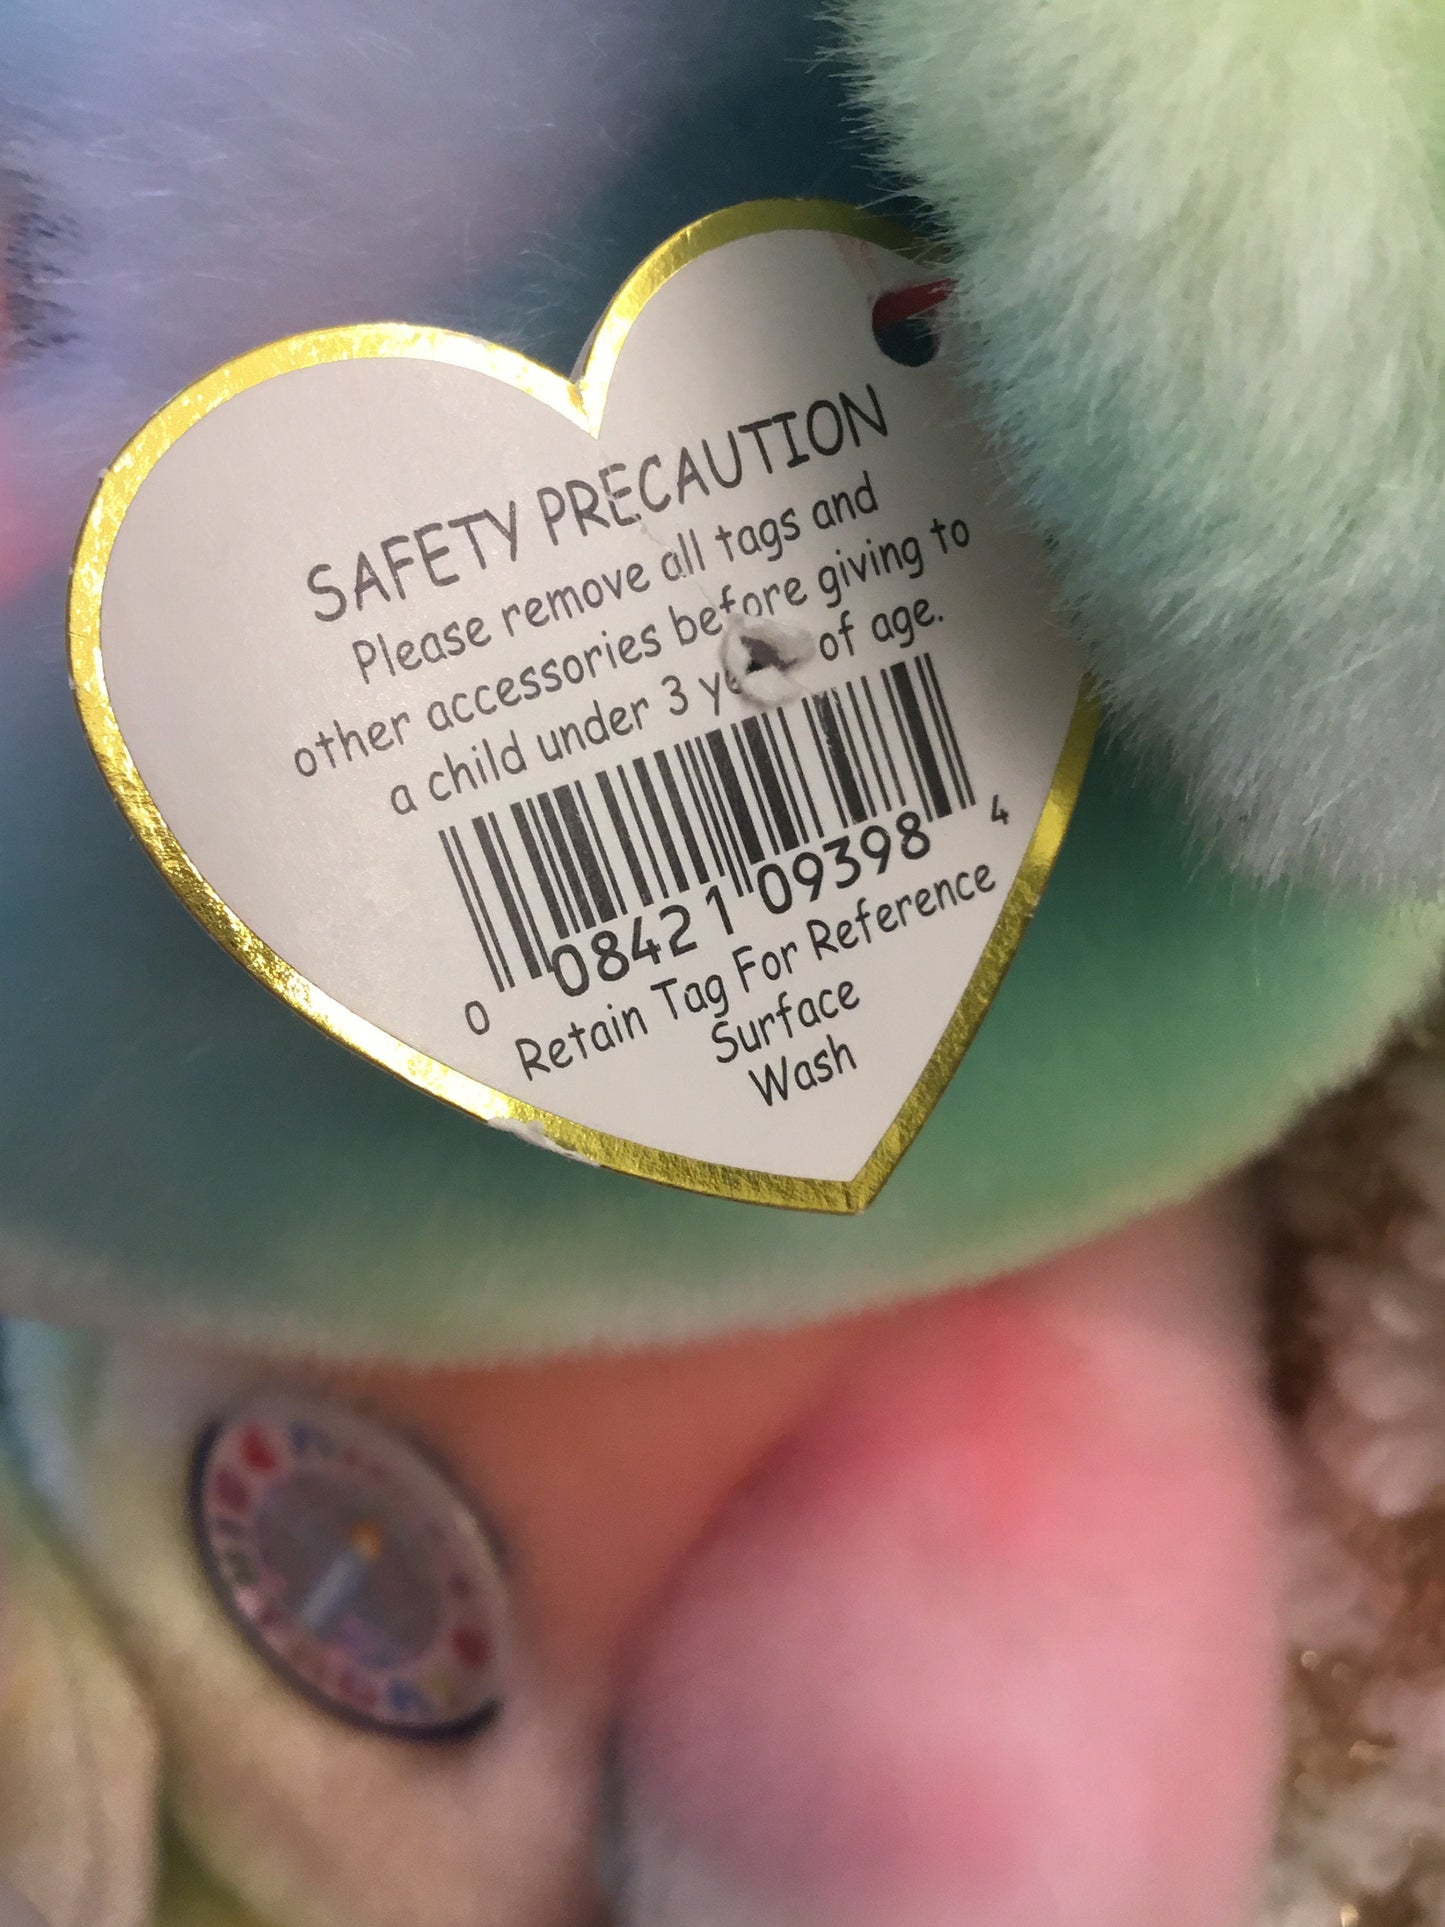 SAFETY PRECAUTION
Please remove all tags and
other accessories before giving to
a child under 3 of age.
0 08421 09398 4
Retain Tag For Reference
Surface
Wash